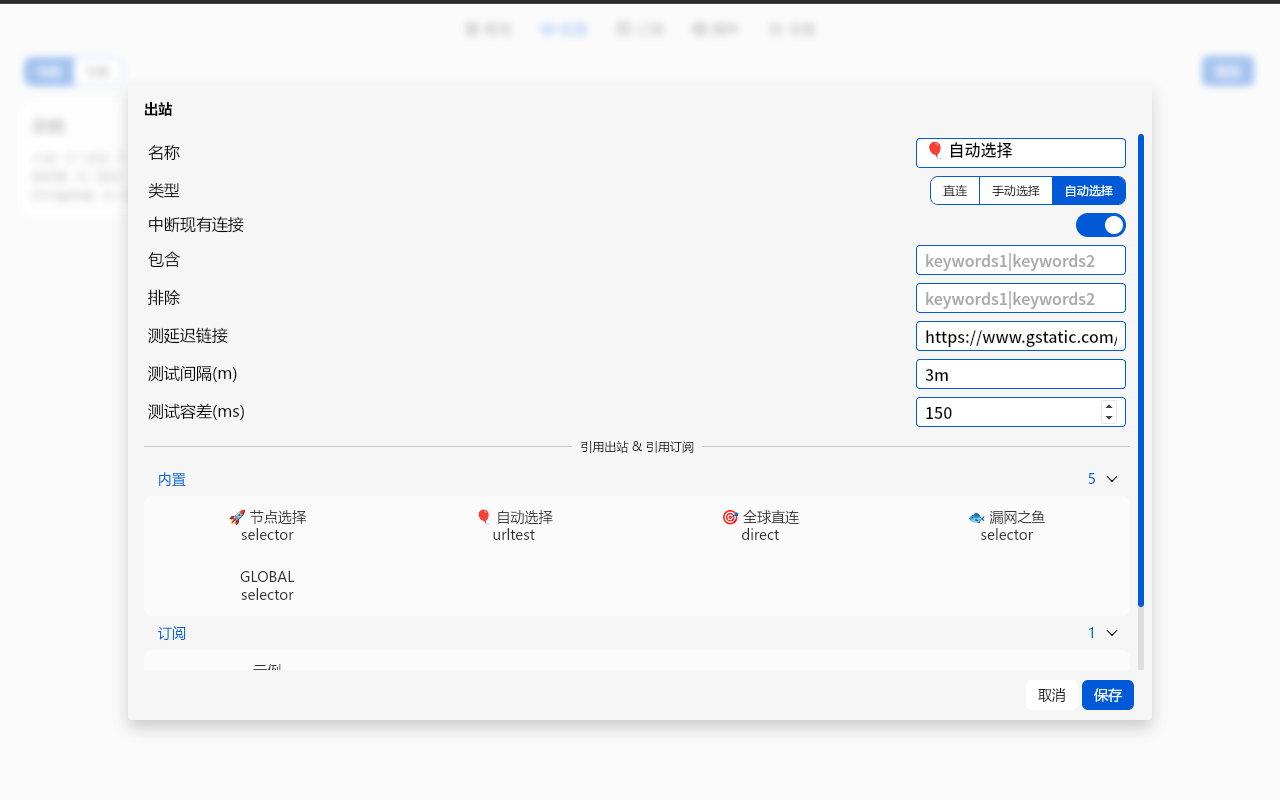 出站
名称
🎈 自动选择
类型
直连 手动选择 自动选择
中断现有连接
包含
keywords1|keywords2
排除
keywords1|keywords2
测延迟链接
https://www.gstatic.com/
测试间隔(m)
3m
测试容差(ms)
150
引用出站 & 引用订阅
内置 5
🚀 节点选择
selector
🎈 自动选择
urltest
🎯 全球直连
direct
🐟 漏网之鱼
selector
GLOBAL
selector
订阅 1
示例
取消 保存